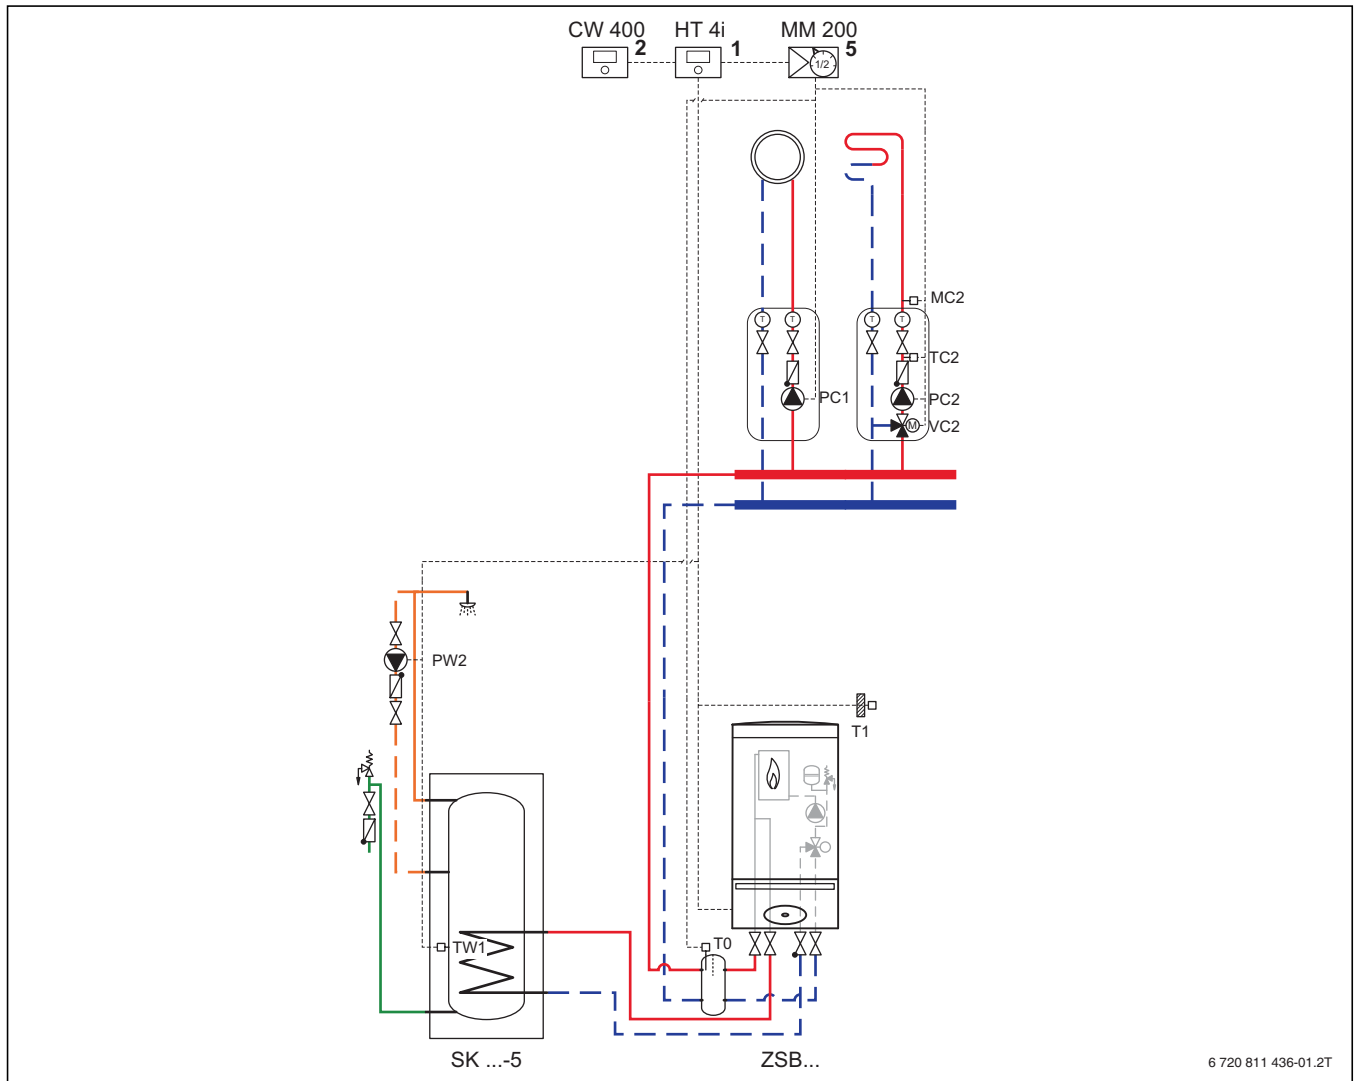 CW 400
HT 4i
MM 200
2
1
5
1/2
MC2
T
T
T
T
TC2
PC1
PC2
M
VC2
PW2
T1
TW1
T0
SK ...-5
ZSB...
6 720 811 436-01.2T